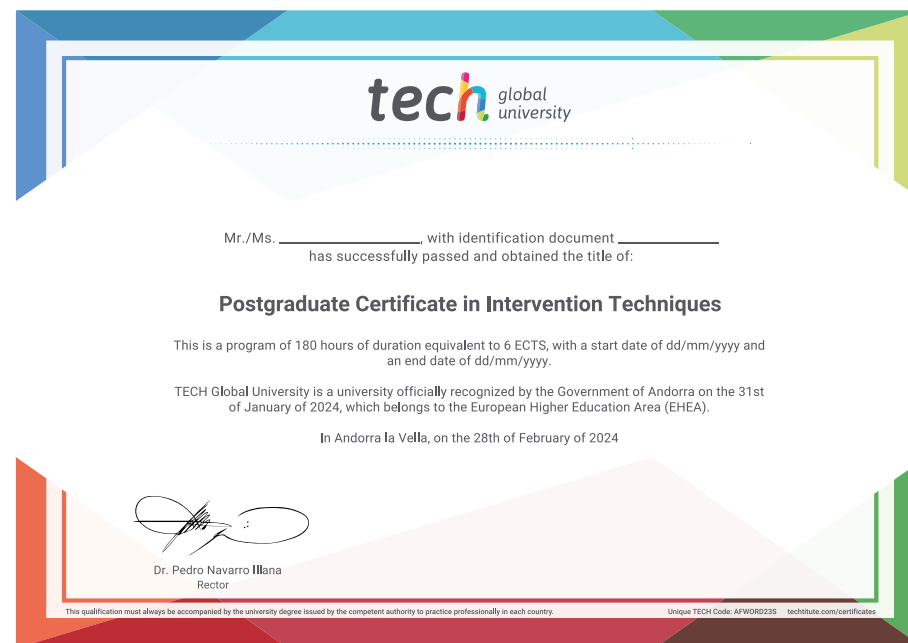 tech global
university
Mr./Ms. ____________________, with identification document ______________
has successfully passed and obtained the title of:
Postgraduate Certificate in Intervention Techniques
This is a program of 180 hours of duration equivalent to 6 ECTS, with a start date of dd/mm/yyyy and
an end date of dd/mm/yyyy.
TECH Global University is a university officially recognized by the Government of Andorra on the 31st
of January of 2024, which belongs to the European Higher Education Area (EHEA).
In Andorra la Vella, on the 28th of February of 2024
Dr. Pedro Navarro Illana
Rector
This qualification must always be accompanied by the university degree issued by the competent authority to practice professionally in each country.
Unique TECH Code: AFWORD23S techtitute.com/certificates